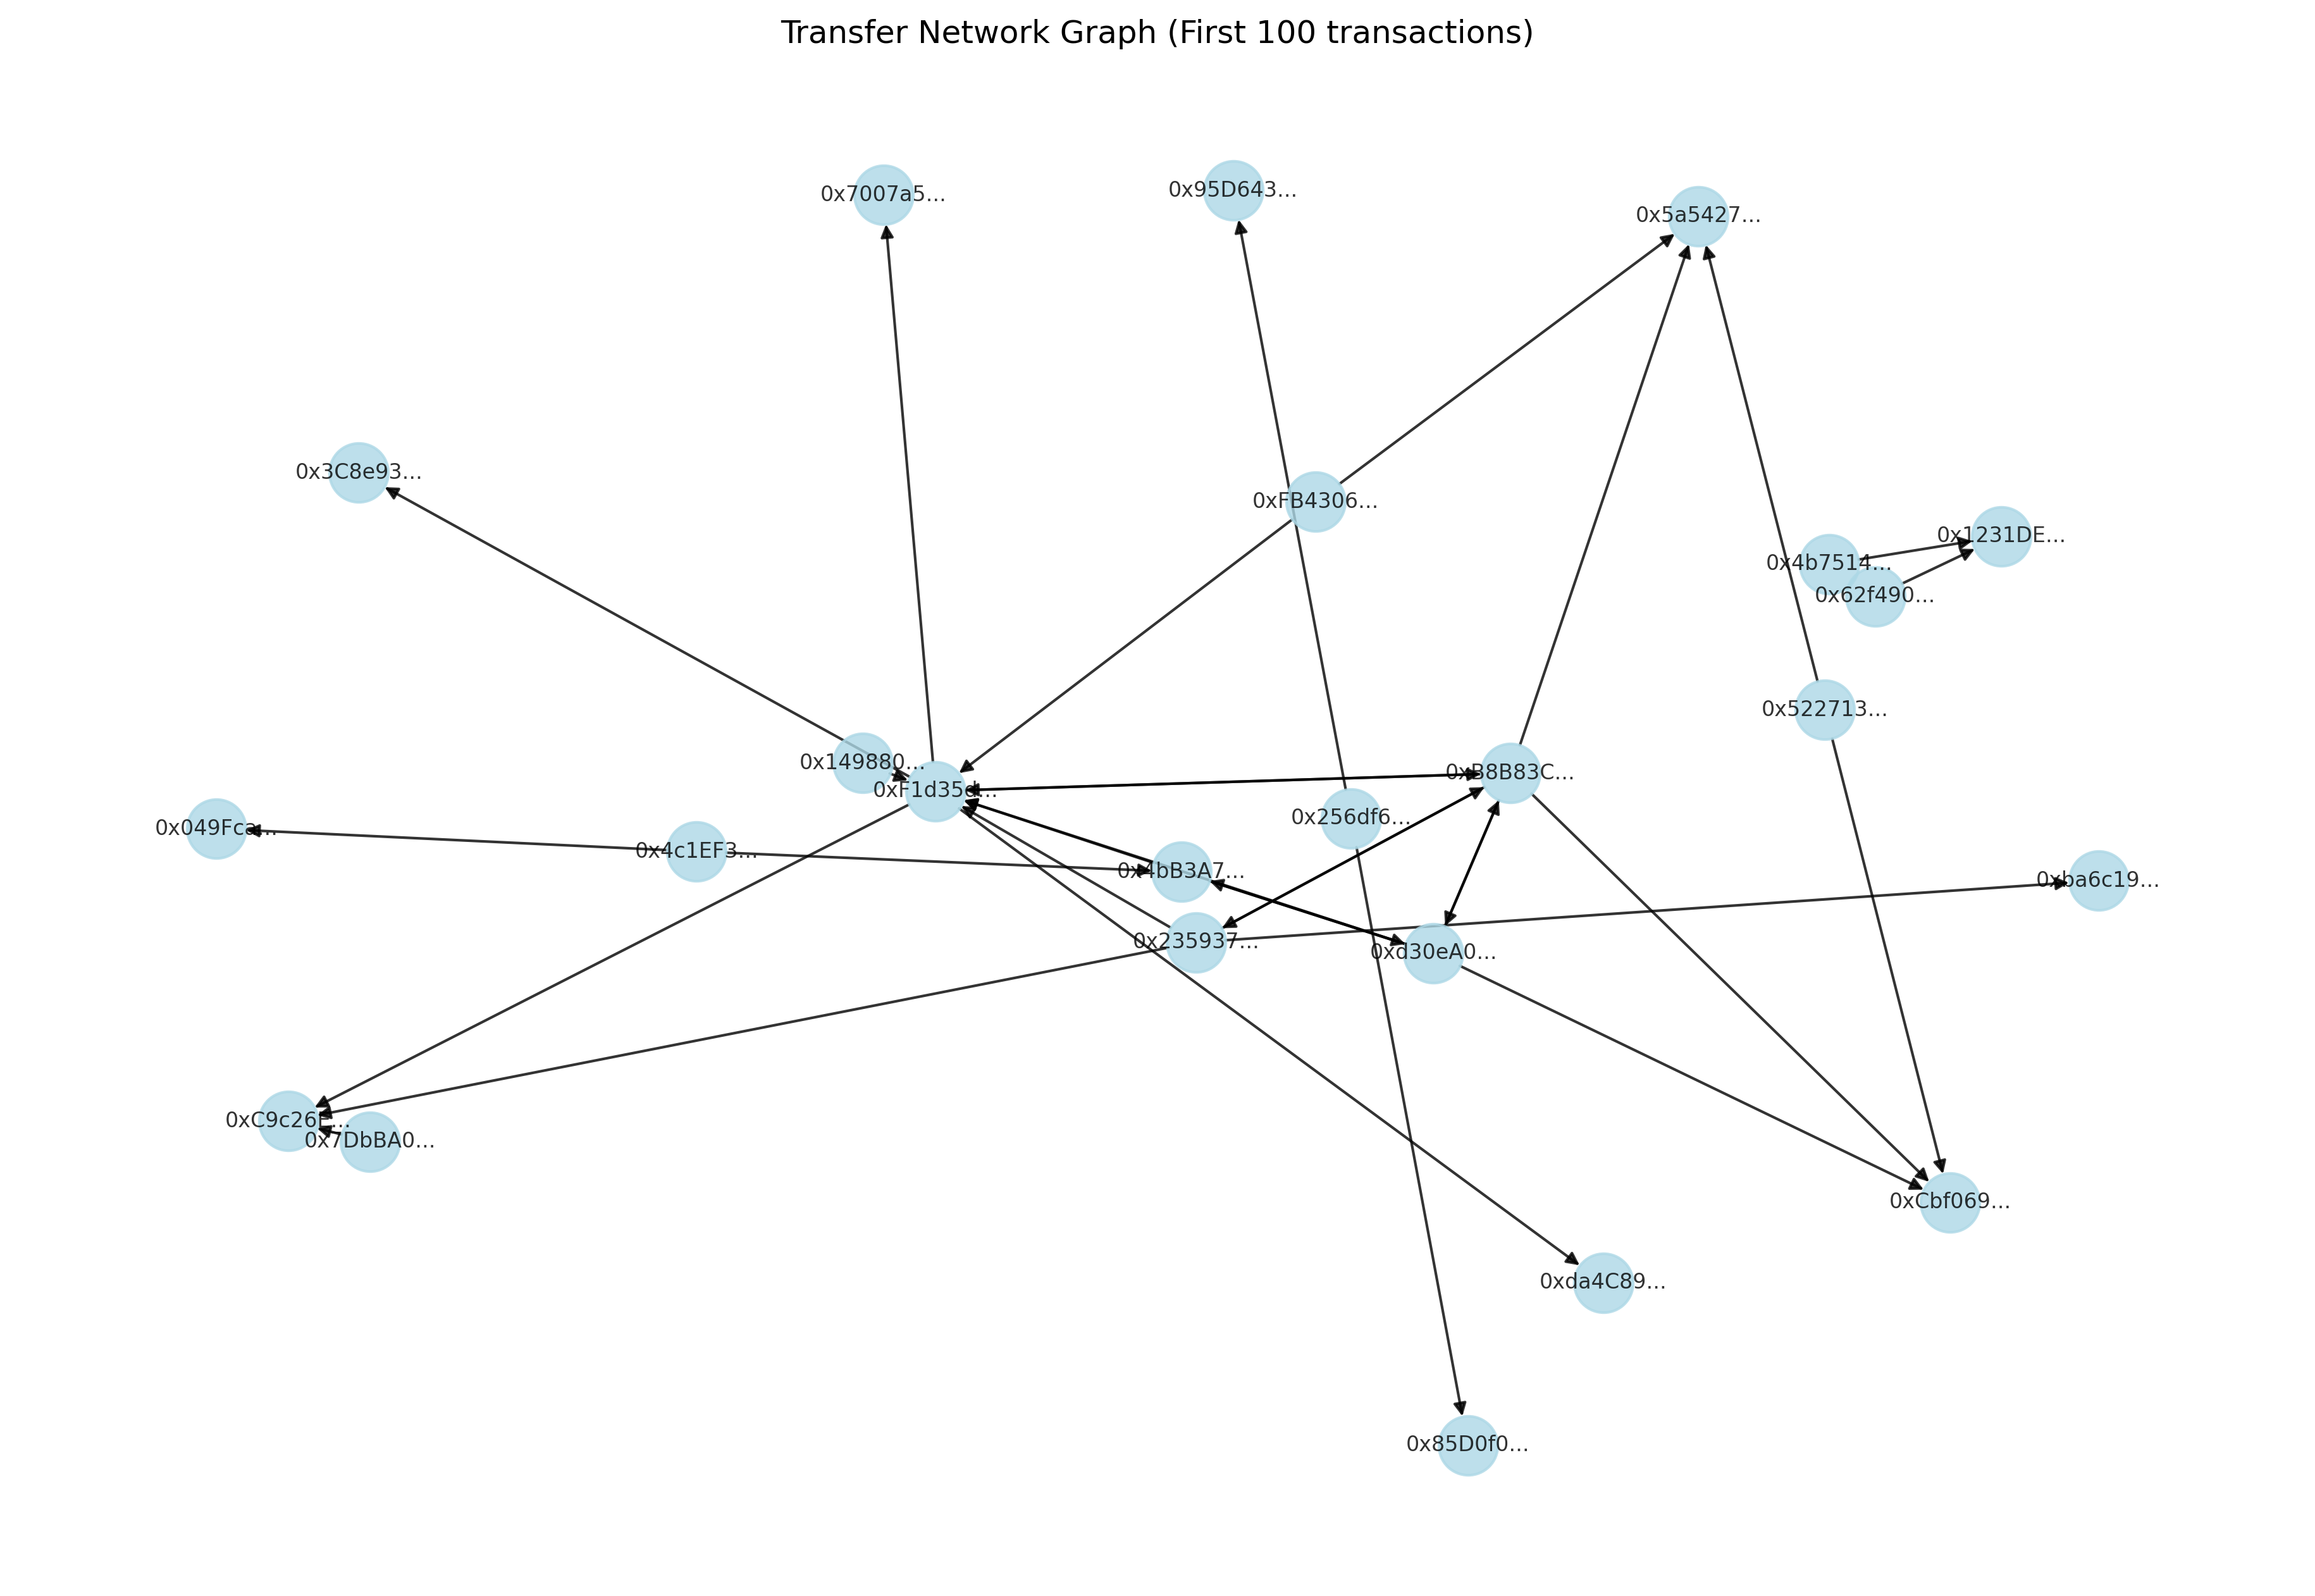 Transfer Network Graph (First 100 transactions)
0x7007a5...
0x95D643...
0x5a5427...
0x3C8e93...
0xFB4306...
0x1231DE...
0x4b7514...
0x62f490...
0x522713...
0x149880...
0xF1d35d...
0xB8B83C...
0x256df6...
0x049Fca...
0x4c1EF3...
0x4bB3A7...
0xba6c19...
0x235937...
0xd30eA0...
0xC9c26E...
0x7DbBA0...
0xCbf069...
0xda4C89...
0x85D0f0...